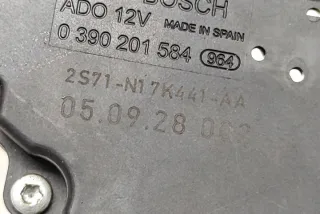 BOSCH
ADO 12V MADE IN SPAIN
0 390 201 584 964
2S71-N17K441-AA
05.09.28